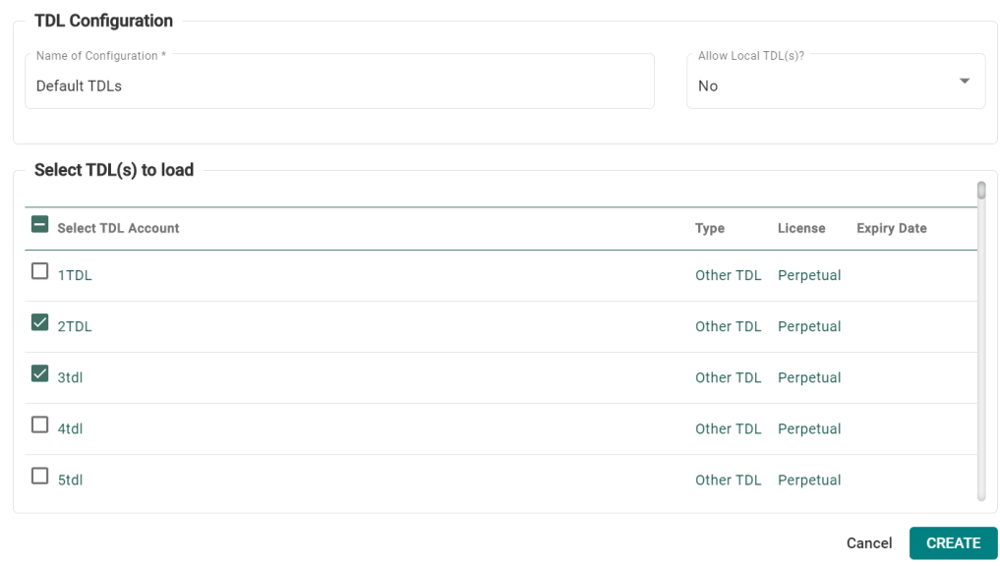 TDL Configuration
Name of Configuration *
Allow Local TDL(s)?
Default TDLs
No
Select TDL(s) to load
Select TDL Account Type License Expiry Date
1TDL Other TDL Perpetual
2TDL Other TDL Perpetual
3tdl Other TDL Perpetual
4tdl Other TDL Perpetual
5tdl Other TDL Perpetual
Cancel CREATE